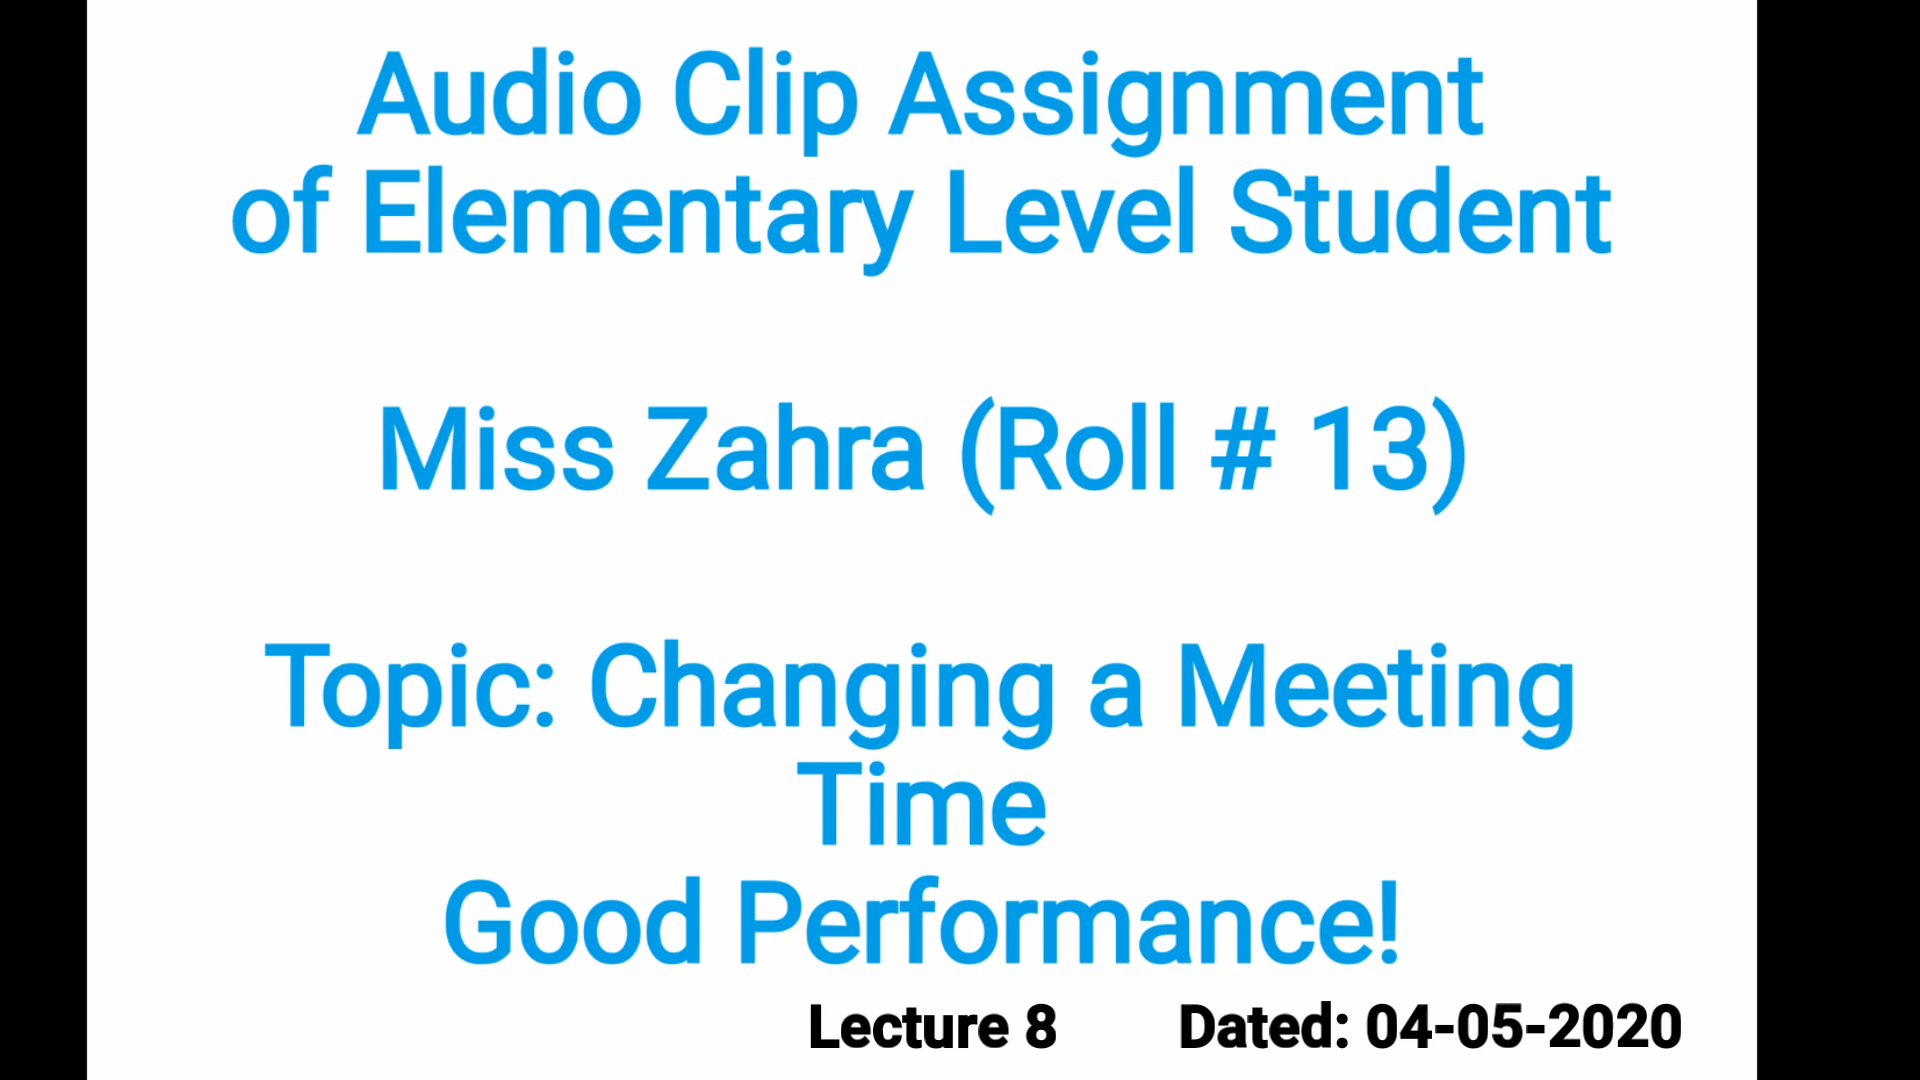 Audio Clip Assignment
of Elementary Level Student
Miss Zahra (Roll # 13)
Topic: Changing a Meeting
Time
Good Performance!
Lecture 8 Dated: 04-05-2020